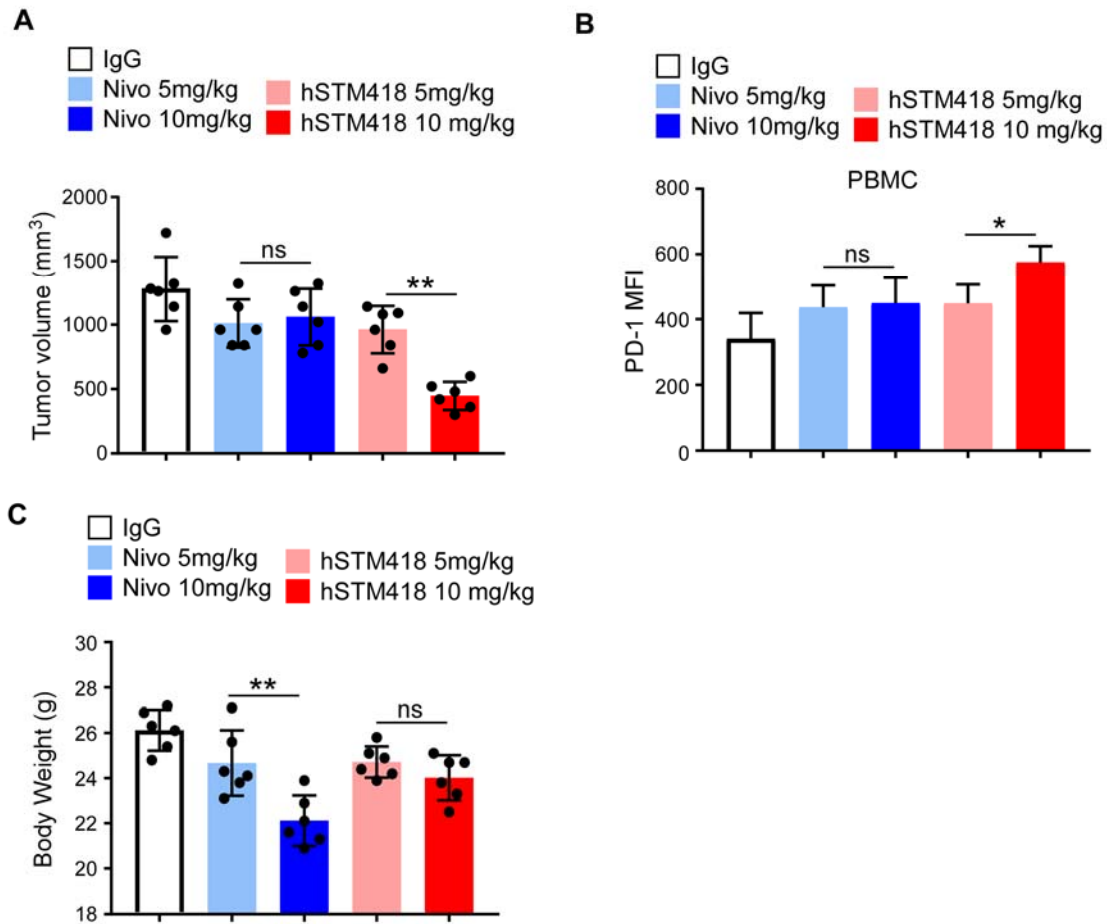 A
IgG
Nivo 5mg/kg
hSTM418 5mg/kg
Nivo 10mg/kg
hSTM418 10 mg/kg
2000
1500
1000
500
0
Tumor volume (mm³)
ns
**
B
IgG
Nivo 5mg/kg
hSTM418 5mg/kg
Nivo 10mg/kg
hSTM418 10 mg/kg
PBMC
800
600
400
200
0
PD-1 MFI
ns
*
C
IgG
Nivo 5mg/kg
hSTM418 5mg/kg
Nivo 10mg/kg
hSTM418 10 mg/kg
30
28
26
24
22
20
18
Body Weight (g)
**
ns